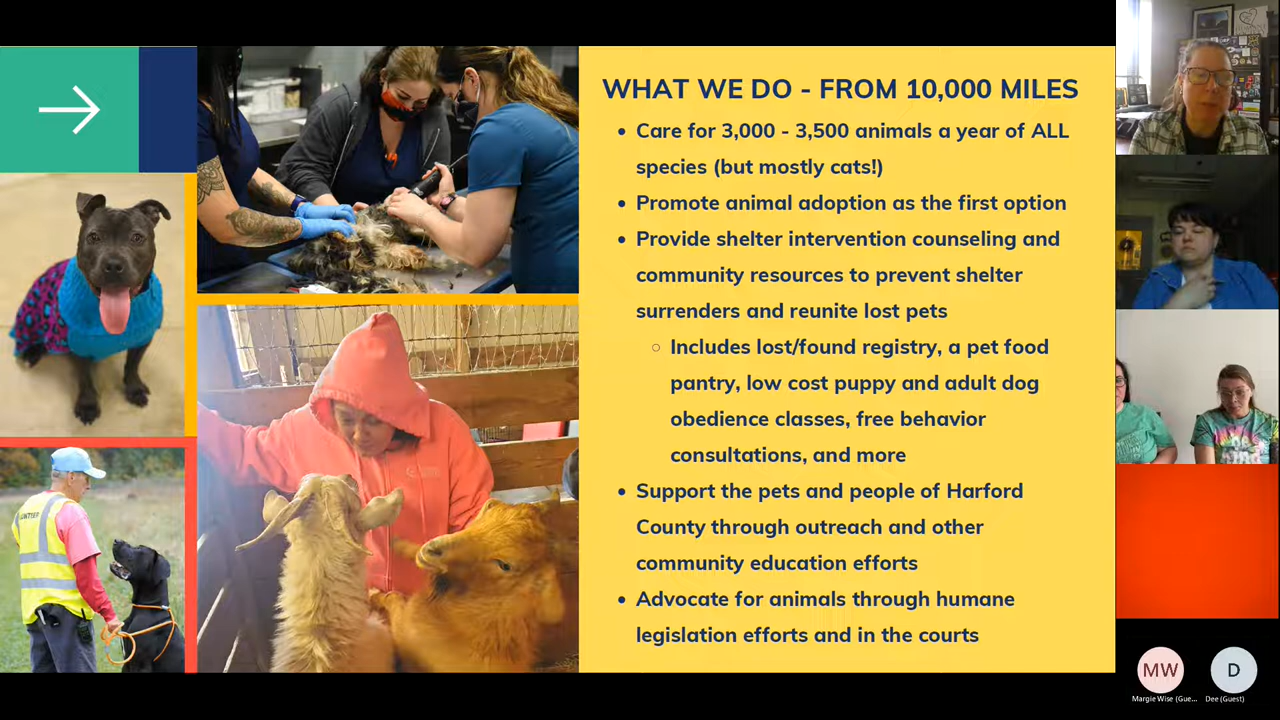 WHAT WE DO - FROM 10,000 MILES
• Care for 3,000 - 3,500 animals a year of ALL
species (but mostly cats!)
• Promote animal adoption as the first option
• Provide shelter intervention counseling and
community resources to prevent shelter
surrenders and reunite lost pets
○ Includes lost/found registry, a pet food
pantry, low cost puppy and adult dog
obedience classes, free behavior
consultations, and more
• Support the pets and people of Harford
County through outreach and other
community education efforts
• Advocate for animals through humane
legislation efforts and in the courts
MW
D
Margie Wise (Gue...
Dee (Guest)